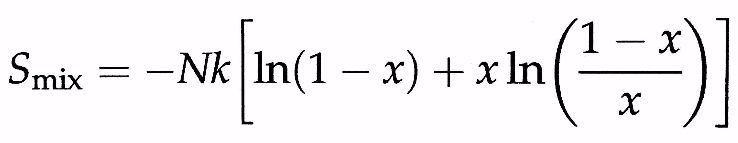 S_mix = −Nk[ln(1 − x) + x ln((1 − x)/x)]